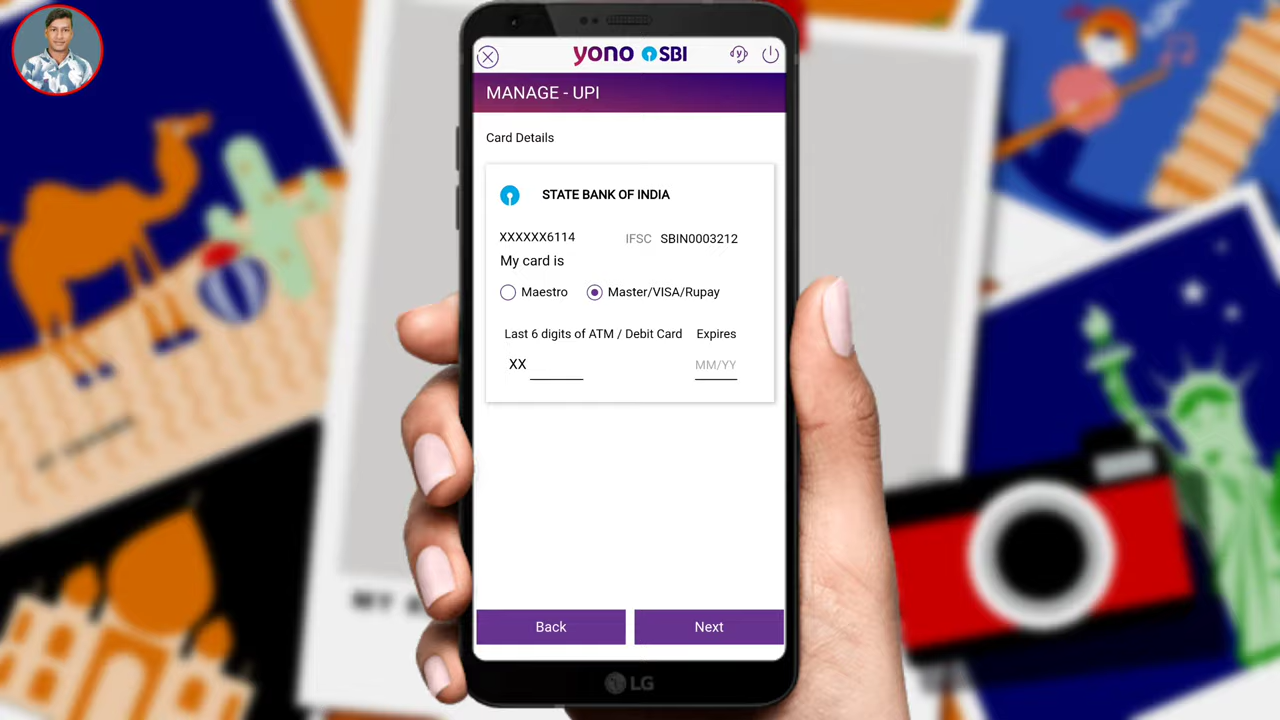 yono SBI
MANAGE - UPI
Card Details
STATE BANK OF INDIA
XXXXXX6114 IFSC SBIN0003212
My card is
Maestro Master/VISA/Rupay
Last 6 digits of ATM / Debit Card Expires
XX MM/YY
Back Next
LG